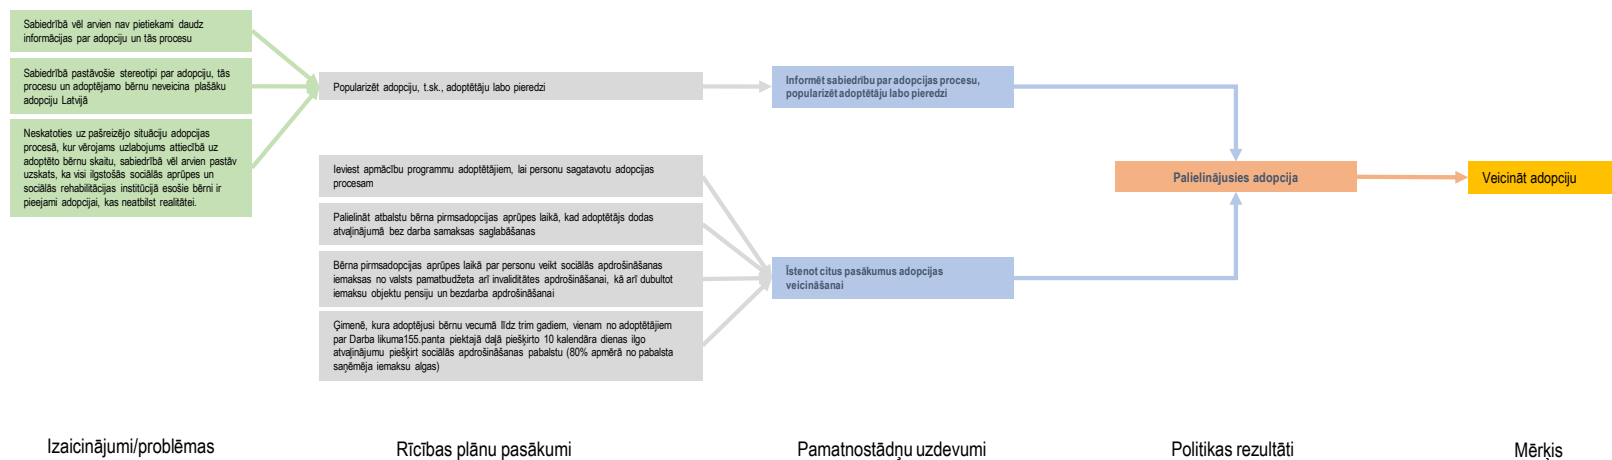 Sabiedrībā vēl arvien nav pietiekami daudz
informācijas par adopciju un tās procesu
Sabiedrībā pastāvošie stereotipi par adopciju, tās
procesu un adoptējamo bērnu neveicina plašāku
adopciju Latvijā
Neskatoties uz pašreizējo situāciju adopcijas
procesā, kur vērojams uzlabojums attiecībā uz
adoptēto bērnu skaitu, sabiedrībā vēl arvien pastāv
uzskats, ka visi ilgstošās sociālās aprūpes un
sociālās rehabilitācijas institūcijā esošie bērni ir
pieejami adopcijai, kas neatbilst realitātei.
Popularizēt adopciju, t.sk., adoptētāju labo pieredzi
Ieviest apmācību programmu adoptētājiem, lai personu sagatavotu adopcijas
procesam
Palielināt atbalstu bērna pirmsadopcijas aprūpes laikā, kad adoptētājs dodas
atvaļinājumā bez darba samaksas saglabāšanas
Bērna pirmsadopcijas aprūpes laikā par personu veikt sociālās apdrošināšanas
iemaksas no valsts pamatbudžeta arī invaliditātes apdrošināšanai, kā arī dubultot
iemaksu objektu pensiju un bezdarba apdrošināšanai
Ģimenē, kura adoptējusi bērnu vecumā līdz trim gadiem, vienam no adoptētājiem
par Darba likuma155.panta piektajā daļā piešķirto 10 kalendāra dienas ilgo
atvaļinājumu piešķirt sociālās apdrošināšanas pabalstu (80% apmērā no pabalsta
saņēmēja iemaksu algas)
Informēt sabiedrību par adopcijas procesu,
popularizēt adoptētāju labo pieredzi
Īstenot citus pasākumus adopcijas
veicināšanai
Palielinājusies adopcija
Veicināt adopciju
Izaicinājumi/problēmas
Rīcības plānu pasākumi
Pamatnostādņu uzdevumi
Politikas rezultāti
Mērķis